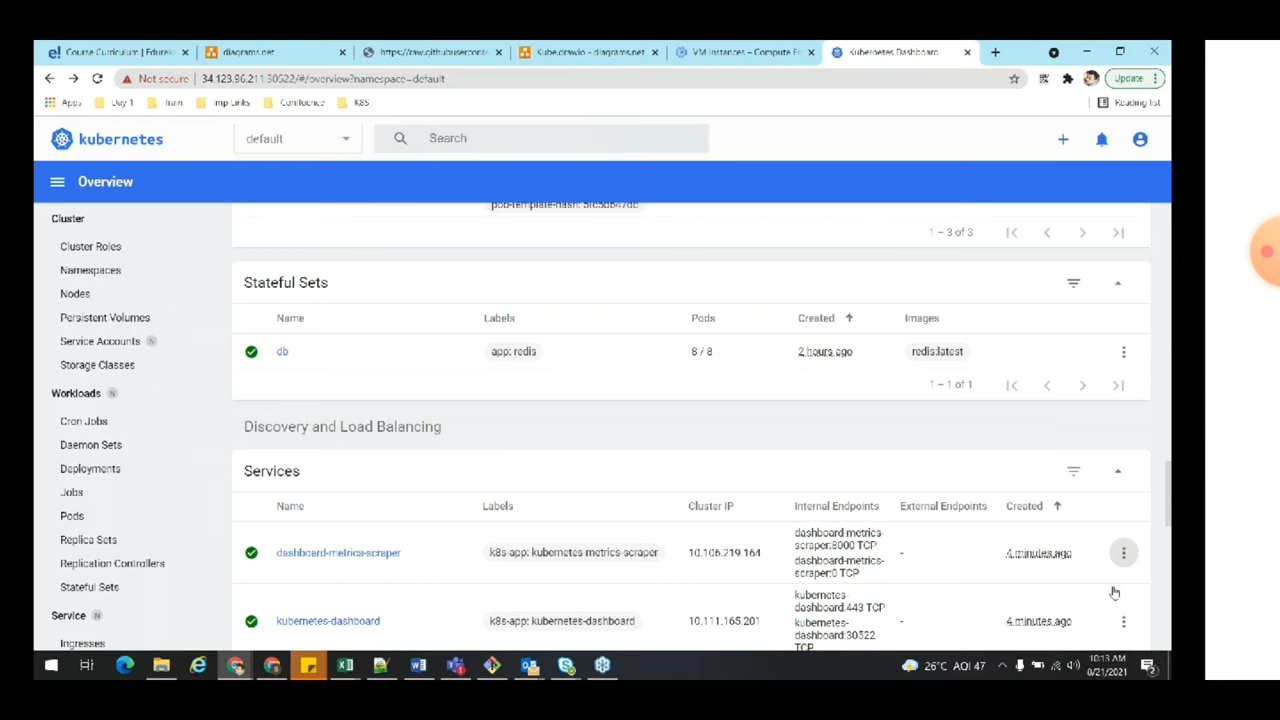 Course Curriculum | Edurek
diagrams.net
https://raw.githubuserconte
Kube.drawio - diagrams.net
VM instances – Compute E
Kubernetes Dashboard
Not secure
34.123.96.211:30522/#/overview?namespace=default
Update
Apps
Day 1
Train
Imp Links
Confluence
K8S
Reading list
kubernetes
default
Search
Overview
Cluster
Cluster Roles
Namespaces
Nodes
Persistent Volumes
Service Accounts N
Storage Classes
Workloads N
Cron Jobs
Daemon Sets
Deployments
Jobs
Pods
Replica Sets
Replication Controllers
Stateful Sets
Service N
Ingresses
1 – 3 of 3
Stateful Sets
Name Labels Pods Created Images
db app: redis 8 / 8 2 hours ago redis:latest
1 – 1 of 1
Discovery and Load Balancing
Services
Name Labels Cluster IP Internal Endpoints External Endpoints Created
dashboard-metrics-scraper k8s-app: kubernetes-metrics-scraper 10.106.219.164
dashboard-metrics-
scraper:8000 TCP
dashboard-metrics-
scraper:0 TCP
- 4 minutes ago
kubernetes-dashboard k8s-app: kubernetes-dashboard 10.111.165.201
kubernetes-
dashboard:443 TCP
kubernetes-
dashboard:30522
TCP
- 4 minutes ago
26°C AQI 47
10:13 AM
8/21/2021
2